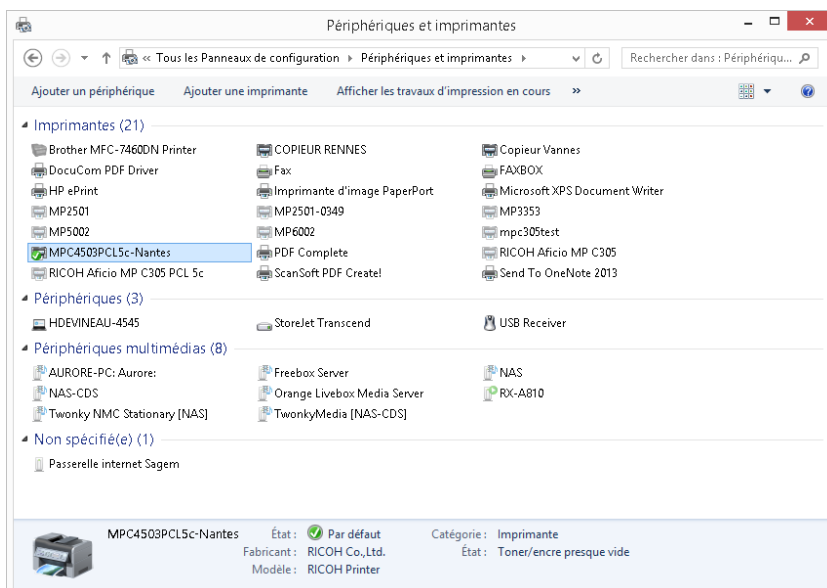 Périphériques et imprimantes
« Tous les Panneaux de configuration Périphériques et imprimantes Rechercher dans : Périphériqu...
Ajouter un périphérique Ajouter une imprimante Afficher les travaux d'impression en cours »
Imprimantes (21)
Brother MFC-7460DN Printer COPIEUR RENNES Copieur Vannes
DocuCom PDF Driver Fax FAXBOX
HP ePrint Imprimante d'image PaperPort Microsoft XPS Document Writer
MP2501 MP2501-0349 MP3353
MP5002 MP6002 mpc305test
MPC4503PCL5c-Nantes PDF Complete RICOH Aficio MP C305
RICOH Aficio MP C305 PCL 5c ScanSoft PDF Create! Send To OneNote 2013
Périphériques (3)
HDEVINEAU-4545 StoreJet Transcend USB Receiver
Périphériques multimédias (8)
AURORE-PC: Aurore: Freebox Server NAS
NAS-CDS Orange Livebox Media Server RX-A810
Twonky NMC Stationary [NAS] TwonkyMedia [NAS-CDS]
Non spécifié(e) (1)
Passerelle internet Sagem
MPC4503PCL5c-Nantes État : Par défaut Catégorie : Imprimante
Fabricant : RICOH Co.,Ltd. État : Toner/encre presque vide
Modèle : RICOH Printer